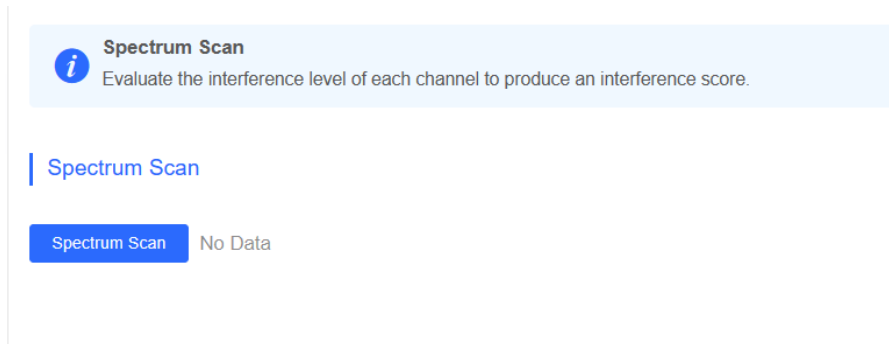 Spectrum Scan
Evaluate the interference level of each channel to produce an interference score.
Spectrum Scan
Spectrum Scan No Data